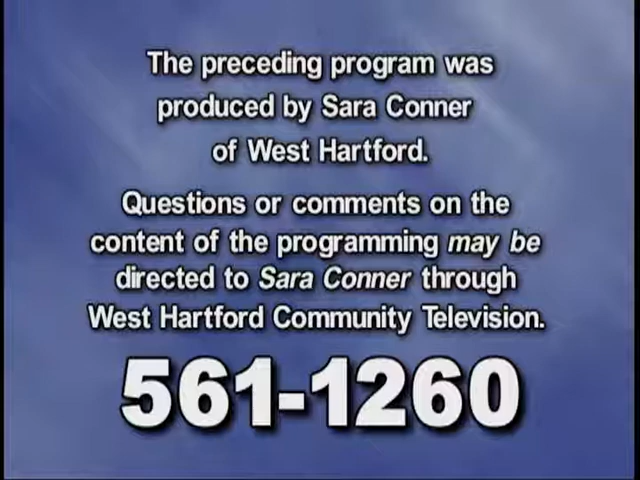 The preceding program was
produced by Sara Conner
of West Hartford.
Questions or comments on the
content of the programming may be
directed to Sara Conner through
West Hartford Community Television.
561-1260